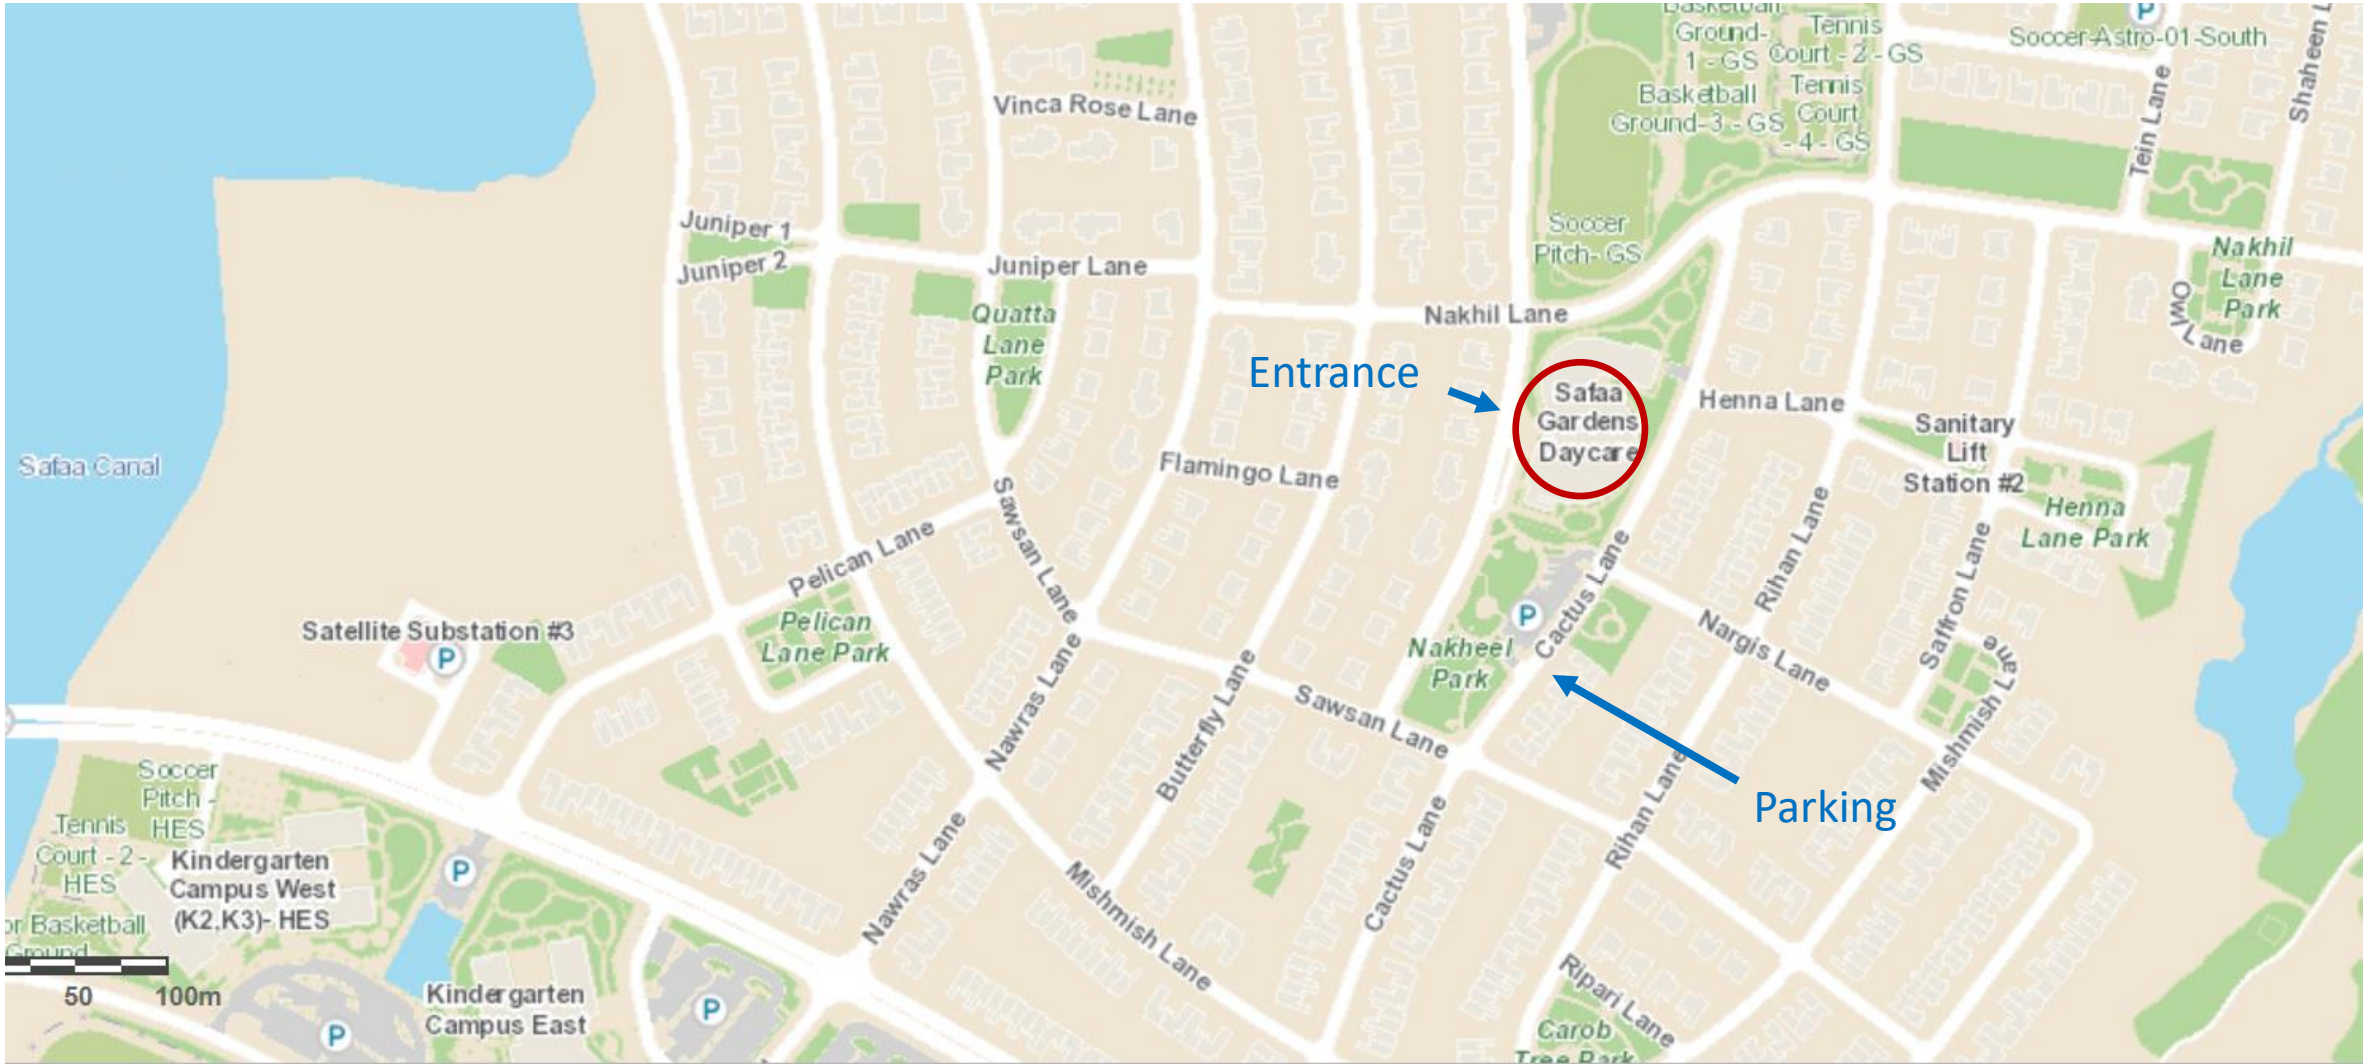 Basketball
Ground-
1 - GS
Tennis
Court - 2 - GS
Soccer-Astro-01-South
P
Shaheen L
Basketball
Ground-3 - GS
Tennis
Court
- 4 - GS
Tein Lane
Vinca Rose Lane
Juniper 1
Juniper 2
Juniper Lane
Soccer
Pitch- GS
Nakhil
Lane
Park
Owl Lane
Quatta
Lane
Park
Nakhil Lane
Entrance
Safaa
Gardens
Daycare
Henna Lane
Sanitary
Lift
Station #2
Safaa Canal
Flamingo Lane
Henna
Lane Park
Sawsan Lane
Pelican Lane
Rihan Lane
Saffron Lane
Cactus Lane
P
Satellite Substation #3
P
Pelican
Lane Park
Nakheel
Park
Nargis Lane
Mishmish Lane
Nawras Lane
Butterfly Lane
Sawsan Lane
Rihan Lane
Parking
Soccer
Pitch -
HES
Tennis
Court - 2 -
HES
Kindergarten
Campus West
(K2,K3)- HES
P
or Basketball
Ground
Nawras Lane
Mishmish Lane
Cactus Lane
Ripari Lane
50
100m
Kindergarten
Campus East
P
P
Carob
Tree Park